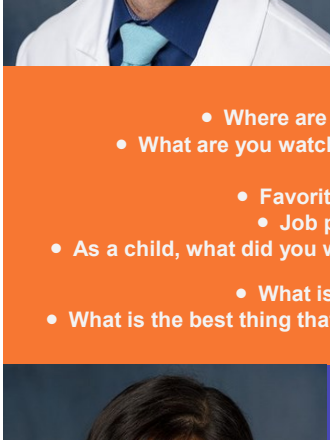 • Where are
• What are you watch
• Favorit
• Job p
• As a child, what did you w
• What is
• What is the best thing tha